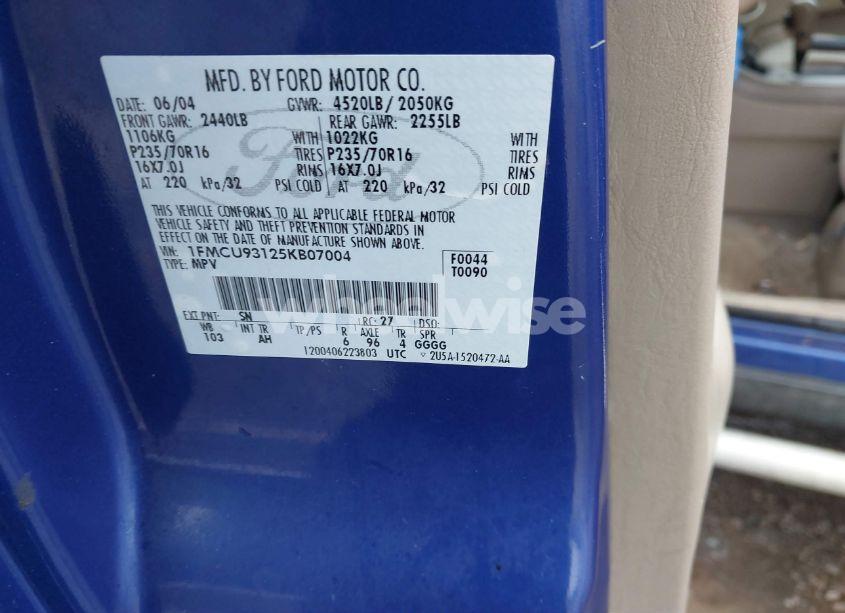 MFD. BY FORD MOTOR CO.
DATE: 06/04 GVWR: 4520LB/ 2050KG
FRONT GAWR: 2440LB REAR GAWR: 2255LB
1106KG WITH 1022KG WITH
P235/70R16 TIRES P235/70R16 TIRES
16X7.0J RIMS 16X7.0J RIMS
AT 220 kPa/32 PSI COLD AT 220 kPa/32 PSI COLD
Ford
THIS VEHICLE CONFORMS TO ALL APPLICABLE FEDERAL MOTOR
VEHICLE SAFETY AND THEFT PREVENTION STANDARDS IN
EFFECT ON THE DATE OF MANUFACTURE SHOWN ABOVE.
VIN: 1FMCU93125KB07004 F0044
TYPE: MPV T0090
wheelwise
EXT PNT: SN RC: 27 DSO:
WB INT TR TP/PS R AXLE TR SPR
103 AH 6 96 4 GGGG
1200406223803 UTC 2U5A-1520472-AA